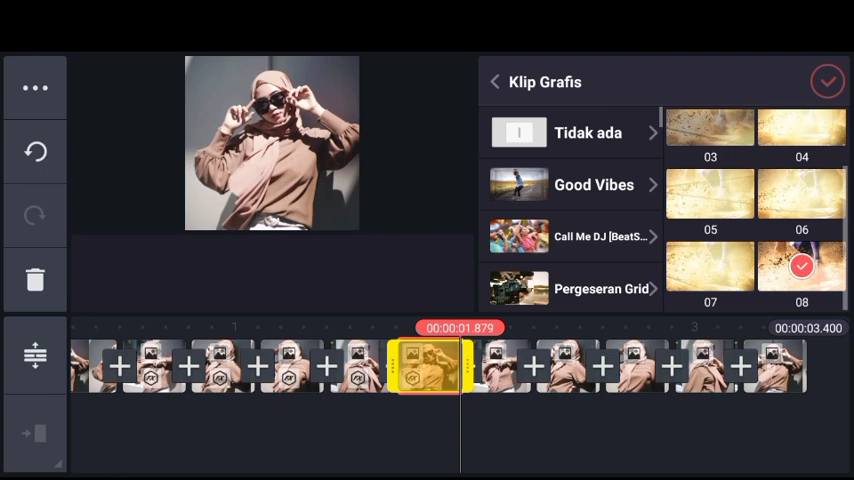 Klip Grafis
Tidak ada
Good Vibes
Call Me DJ [BeatS...
Pergeseran Grid
03
04
05
06
07
08
1
00:00:01.879
3
00:00:03.400